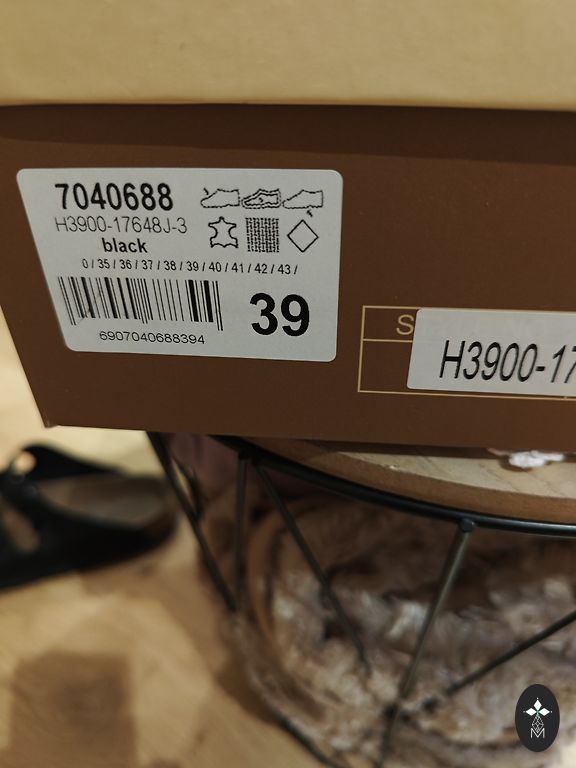 7040688
H3900-17648J-3
black
0 / 35 / 36 / 37 / 38 / 39 / 40 / 41 / 42 / 43 /
39
6907040688394
S
H3900-17
M